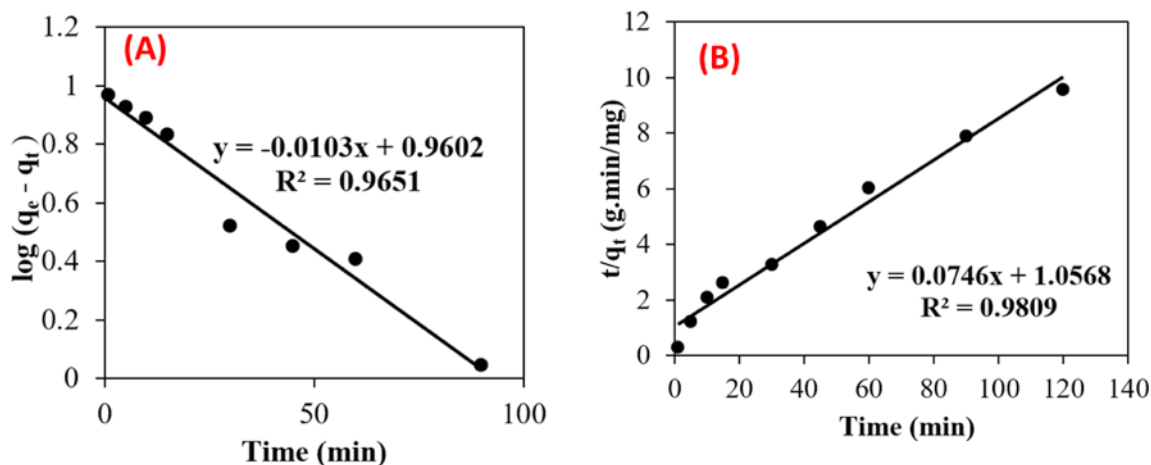 (A)
1.2
1
0.8
0.6
0.4
0.2
0
log (qₑ - qₜ)
y = -0.0103x + 0.9602
R² = 0.9651
0
50
100
Time (min)
(B)
12
10
8
6
4
2
0
t/qₜ (g.min/mg)
y = 0.0746x + 1.0568
R² = 0.9809
0
20
40
60
80
100
120
140
Time (min)